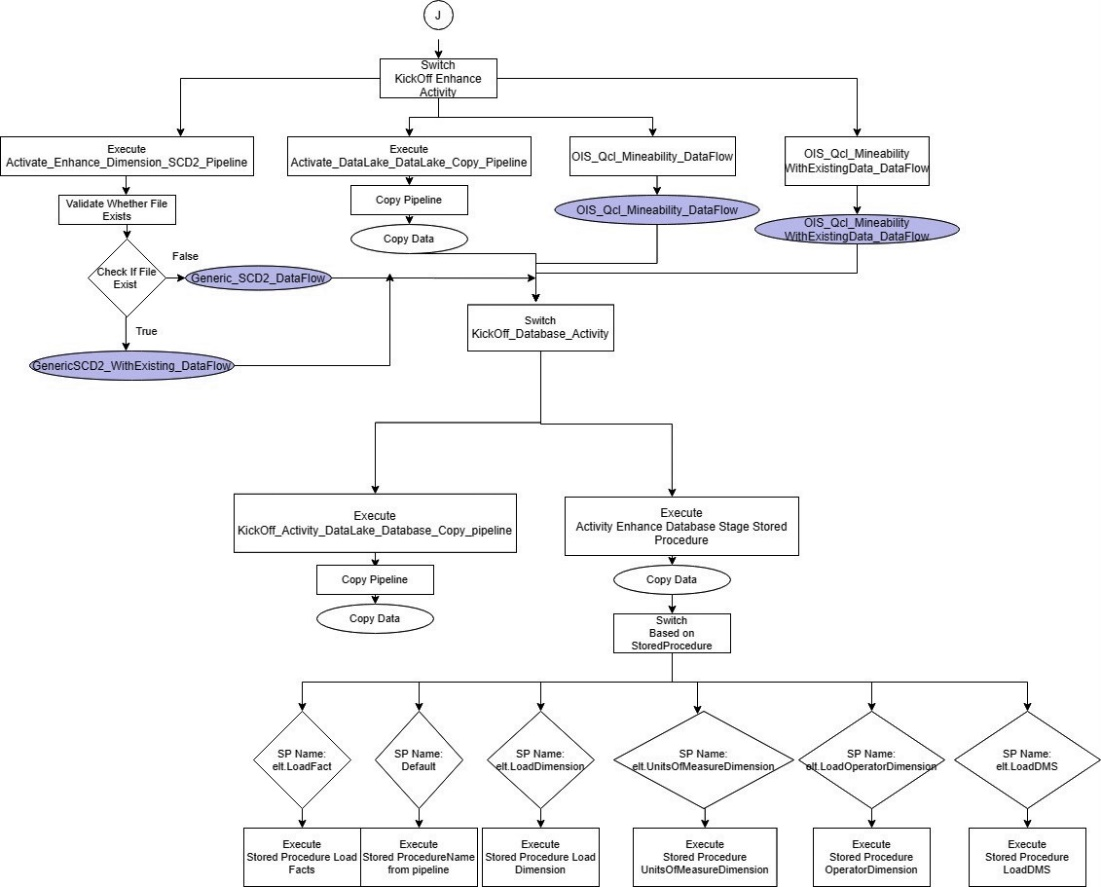 J
Switch
KickOff Enhance
Activity
Execute
Activate_Enhance_Dimension_SCD2_Pipeline
Execute
Activate_DataLake_DataLake_Copy_Pipeline
OIS_Qcl_Mineability_DataFlow
OIS_Qcl_Mineability
WithExistingData_DataFlow
Validate Whether File
Exists
Copy Pipeline
OIS_Qcl_Mineability_DataFlow
OIS_Qcl_Mineability
WithExistingData_DataFlow
Copy Data
False
Check If File
Exist
Generic_SCD2_DataFlow
True
Switch
KickOff_Database_Activity
GenericSCD2_WithExisting_DataFlow
Execute
KickOff_Activity_DataLake_Database_Copy_pipeline
Execute
Activity Enhance Database Stage Stored
Procedure
Copy Pipeline
Copy Data
Copy Data
Switch
Based on
StoredProcedure
SP Name:
elt.LoadFact
SP Name:
Default
SP Name:
elt.LoadDimension
SP Name:
elt.UnitsOfMeasureDimension
SP Name:
elt.LoadOperatorDimension
SP Name:
elt.LoadDMS
Execute
Stored Procedure Load
Facts
Execute
Stored ProcedureName
from pipeline
Execute
Stored Procedure Load
Dimension
Execute
Stored Procedure
UnitsOfMeasureDimension
Execute
Stored Procedure
OperatorDimension
Execute
Stored Procedure
LoadDMS